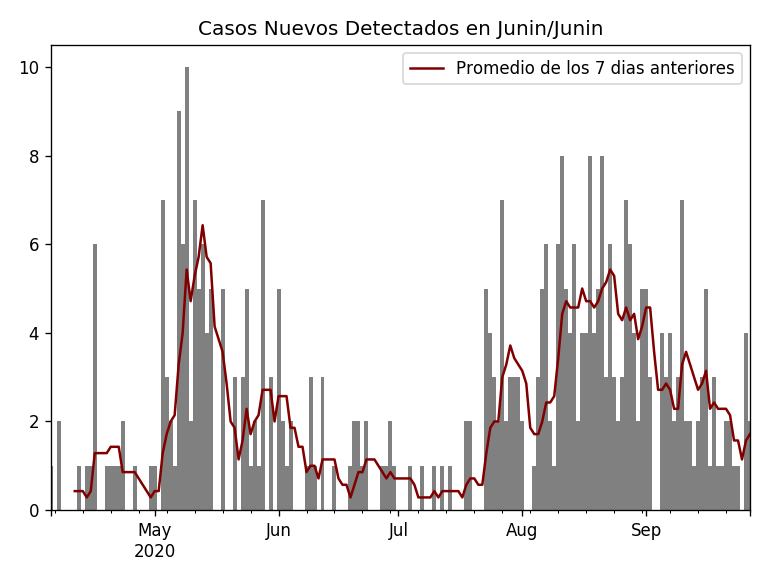 Casos Nuevos Detectados en Junin/Junin
Promedio de los 7 dias anteriores
10
8
6
4
2
0
May Jun Jul Aug Sep
2020